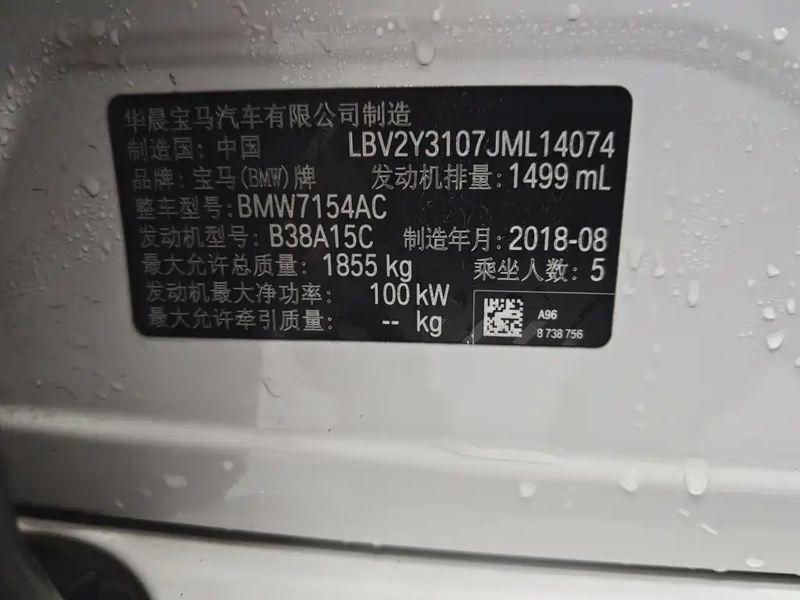 华晨宝马汽车有限公司制造
制造国: 中国 LBV2Y3107JML14074
品牌: 宝马(BMW)牌 发动机排量: 1499 mL
整车型号: BMW7154AC
发动机型号: B38A15C 制造年月: 2018-08
最大允许总质量: 1855 kg 乘坐人数: 5
发动机最大净功率: 100 kW
最大允许牵引质量: -- kg
A96
8 738 756